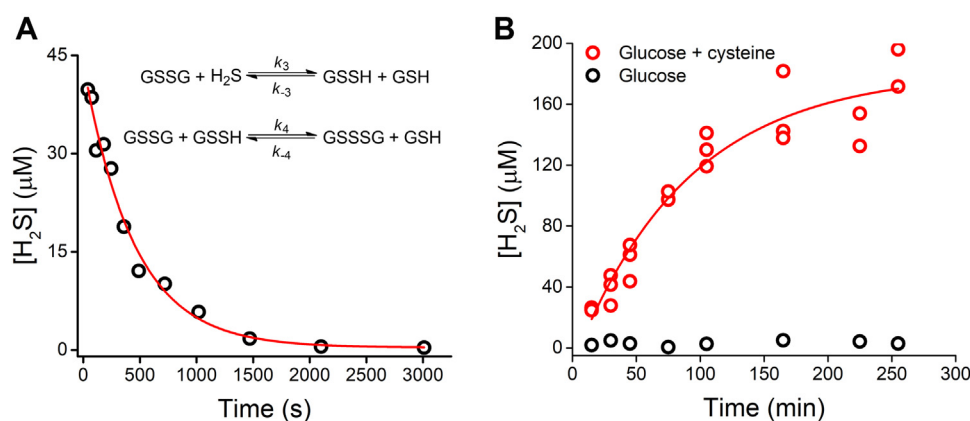 A
45
30
15
0
[H₂S] (μM)
k₃
GSSG + H₂S ⇌ GSSH + GSH
k₋₃
k₄
GSSG + GSSH ⇌ GSSSG + GSH
k₋₄
0 500 1000 1500 2000 2500 3000
Time (s)
B
200
160
120
80
40
0
[H₂S] (μM)
Glucose + cysteine
Glucose
0 50 100 150 200 250 300
Time (min)